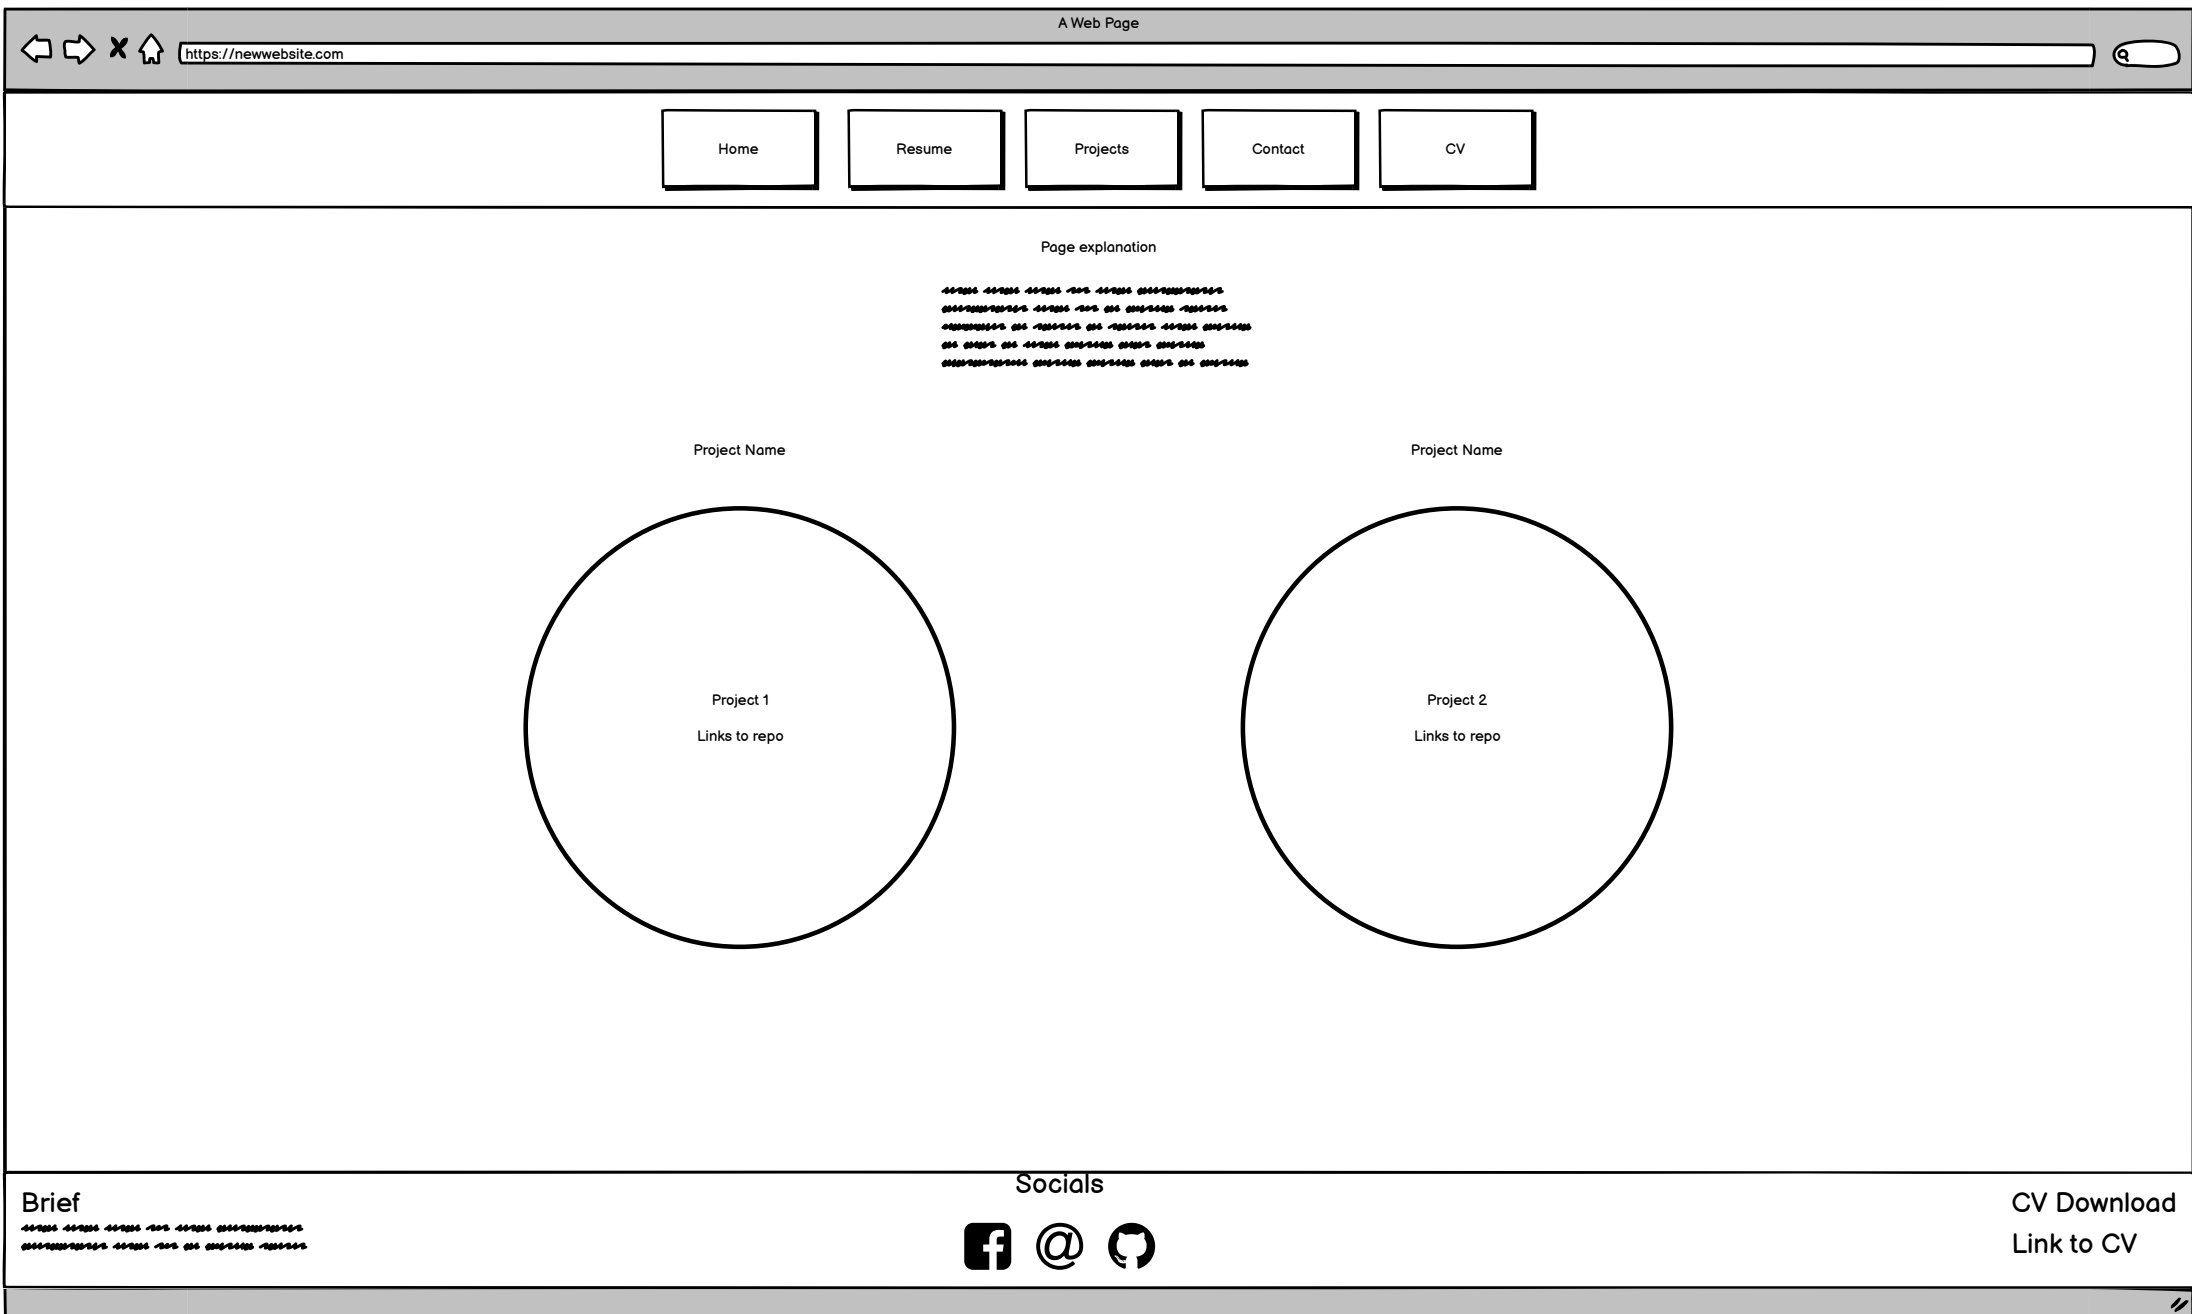 A Web Page
https://newwebsite.com
Home Resume Projects Contact CV
Page explanation
Project Name Project Name
Project 1 Project 2
Links to repo Links to repo
Socials
Brief CV Download
@
Link to CV